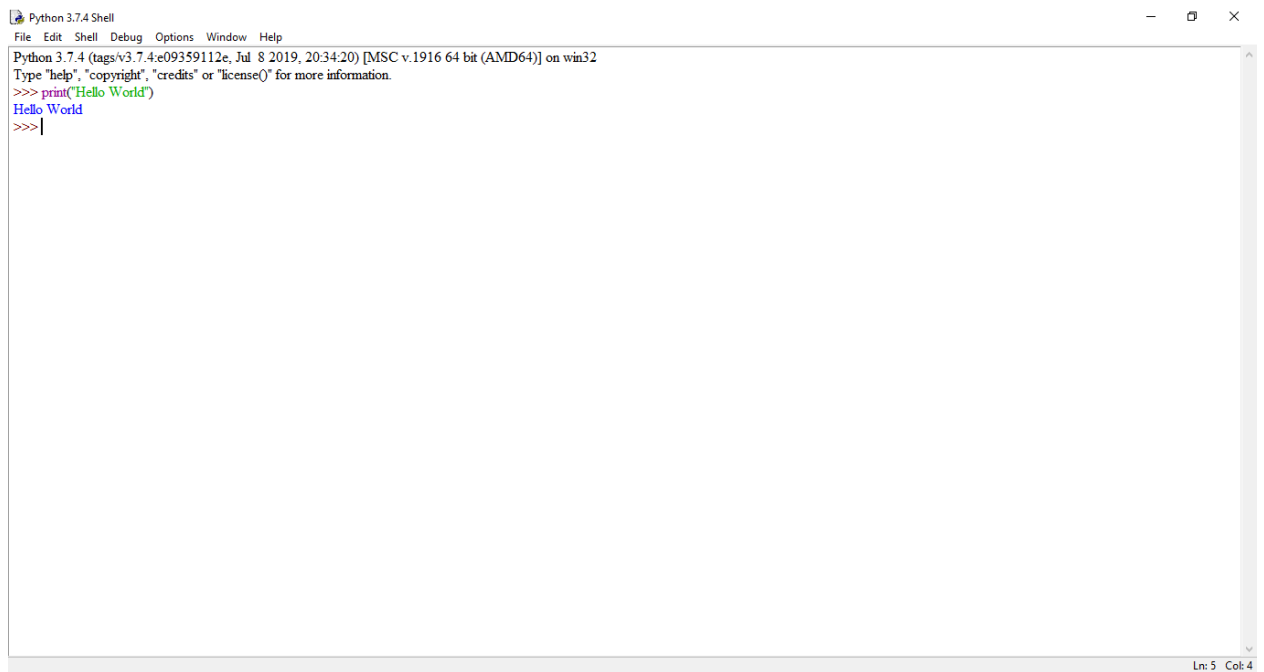 Python 3.7.4 Shell
File Edit Shell Debug Options Window Help
Python 3.7.4 (tags/v3.7.4:e09359112e, Jul  8 2019, 20:34:20) [MSC v.1916 64 bit (AMD64)] on win32
Type "help", "copyright", "credits" or "license()" for more information.
>>> print("Hello World")
Hello World
>>>
Ln: 5 Col: 4